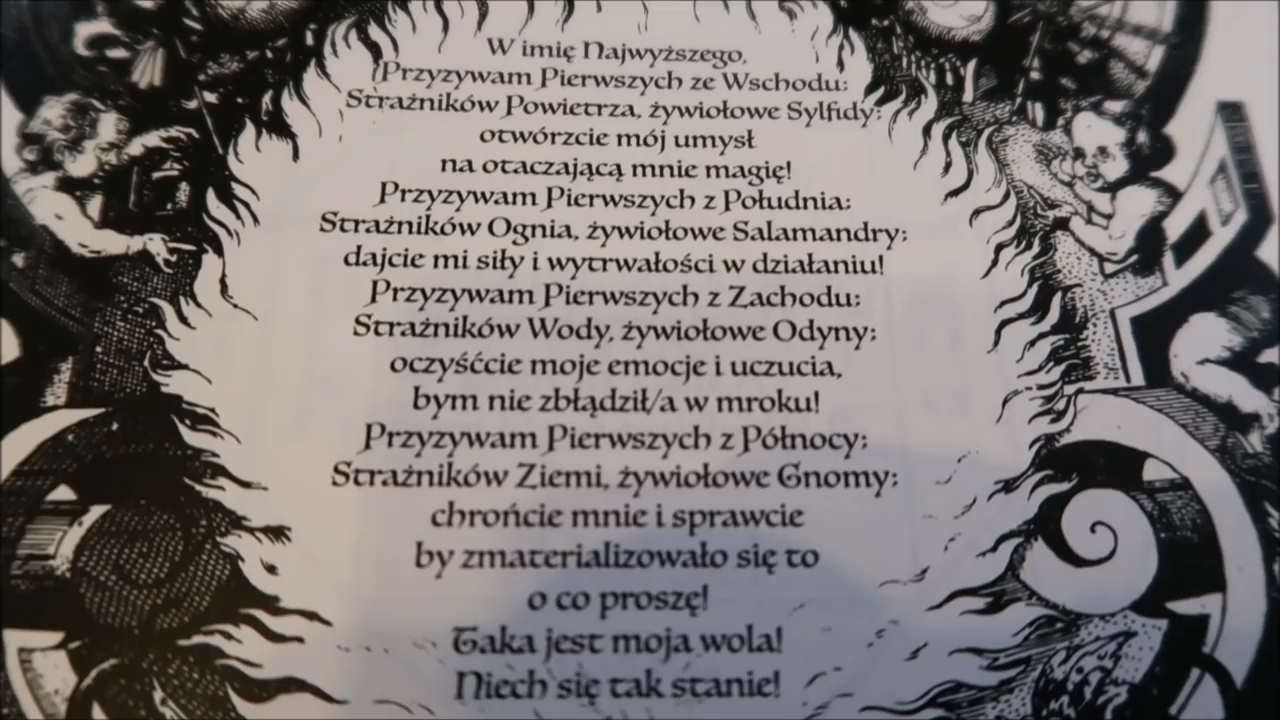 W imię Najwyższego,
Przyzywam Pierwszych ze Wschodu:
Strażników Powietrza, żywiołowe Sylfidy:
otwórzcie mój umysł
na otaczającą mnie magię!
Przyzywam Pierwszych z Południa:
Strażników Ognia, żywiołowe Salamandry:
dajcie mi siły i wytrwałości w działaniu!
Przyzywam Pierwszych z Zachodu:
Strażników Wody, żywiołowe Odyny:
oczyśćcie moje emocje i uczucia,
bym nie zbłądził/a w mroku!
Przyzywam Pierwszych z Północy:
Strażników Ziemi, żywiołowe Gnomy:
chrońcie mnie i sprawcie
by zmaterializowało się to
o co proszę!
Taka jest moja wola!
Niech się tak stanie!